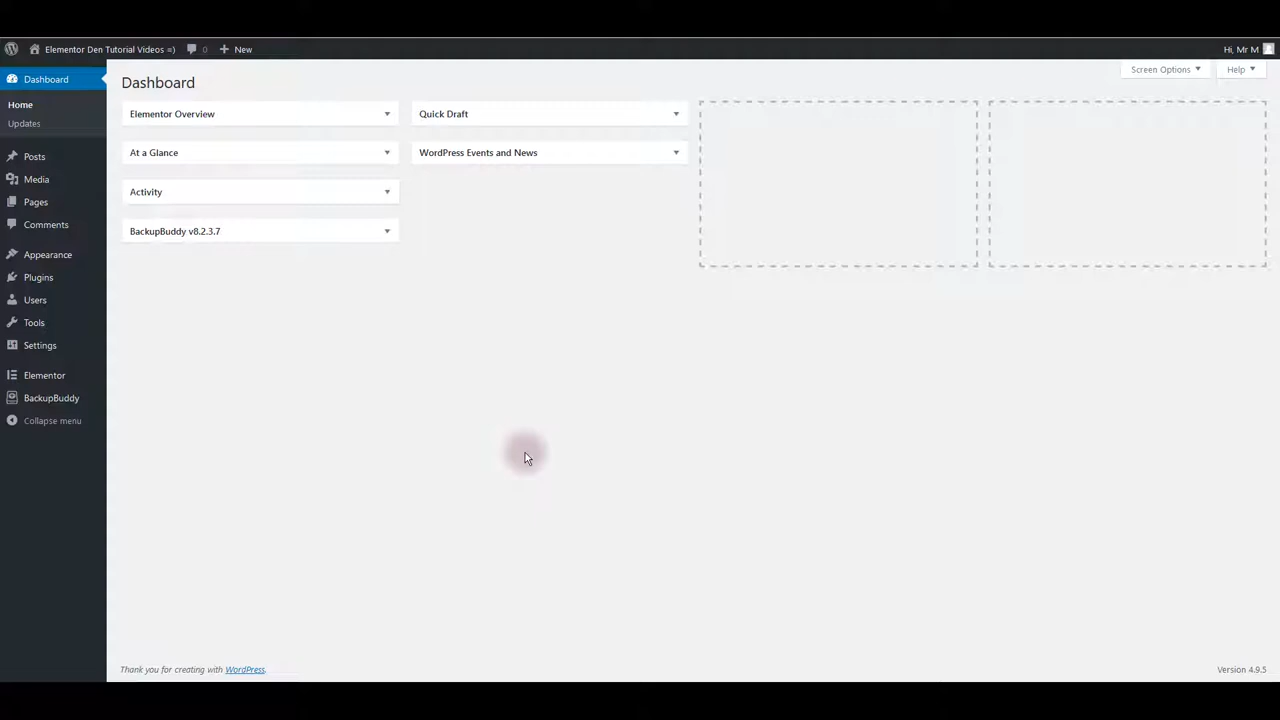 Elementor Den Tutorial Videos =) 0 New Hi, Mr M
Dashboard
Home
Updates
Posts
Media
Pages
Comments
Appearance
Plugins
Users
Tools
Settings
Elementor
BackupBuddy
Collapse menu
Dashboard
Screen Options
Help
Elementor Overview
At a Glance
Activity
BackupBuddy v8.2.3.7
Quick Draft
WordPress Events and News
Thank you for creating with WordPress.
Version 4.9.5